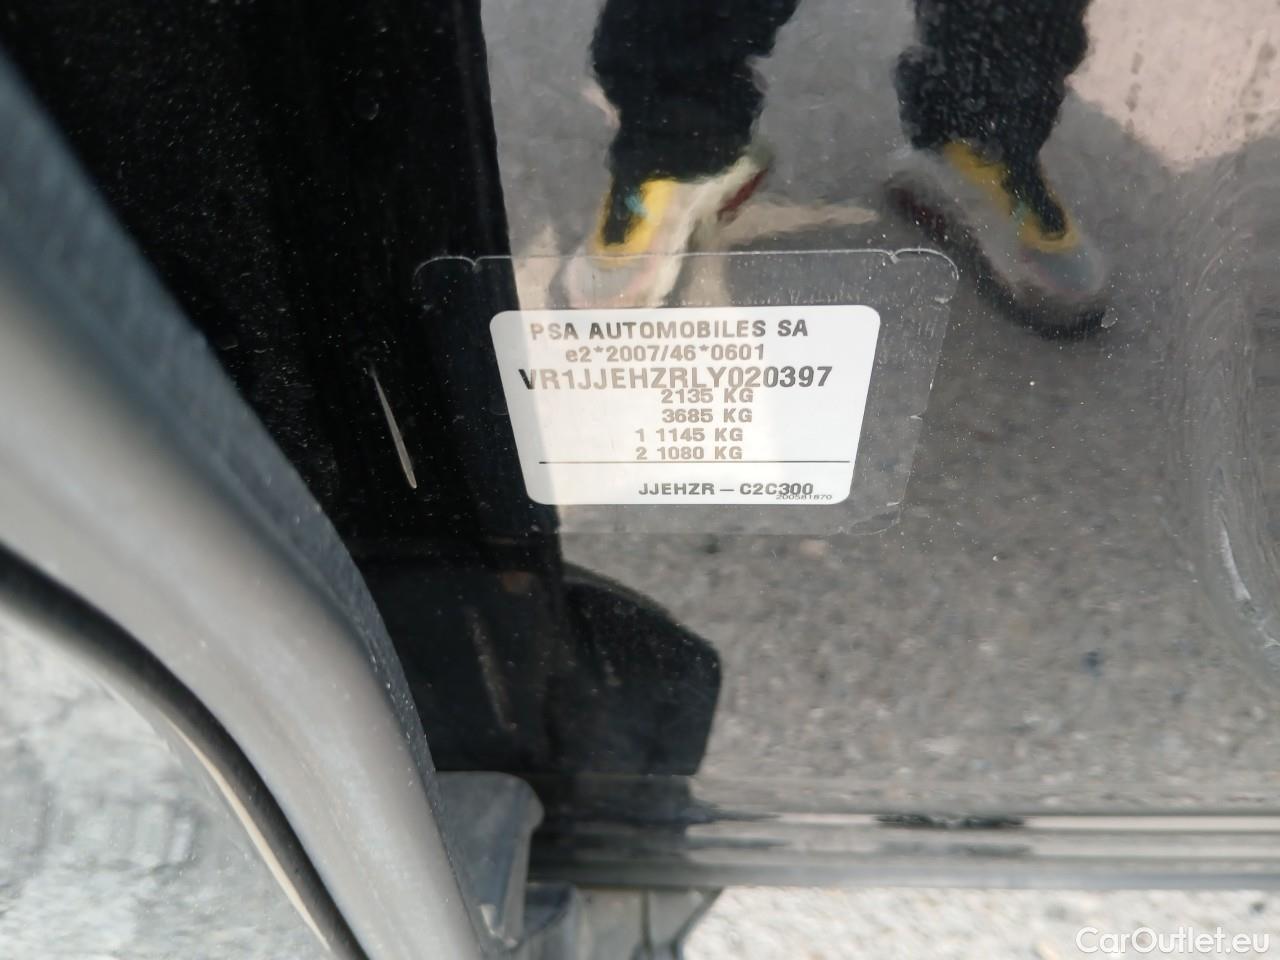 PSA AUTOMOBILES SA
e2*2007/46*0601
VR1JJEHZRLY020397
2135 KG
3685 KG
1 1145 KG
2 1080 KG
JJEHZR - C2C300
200581870
CarOutlet.eu